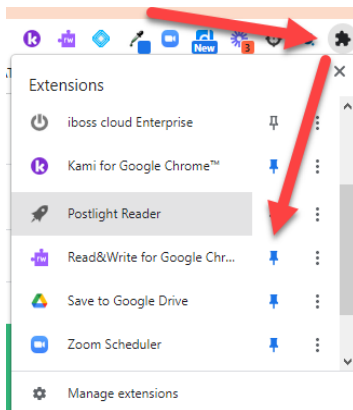 New
3
Extensions
iboss cloud Enterprise
Kami for Google Chrome™
Postlight Reader
rw Read&Write for Google Chr...
Save to Google Drive
Zoom Scheduler
Manage extensions